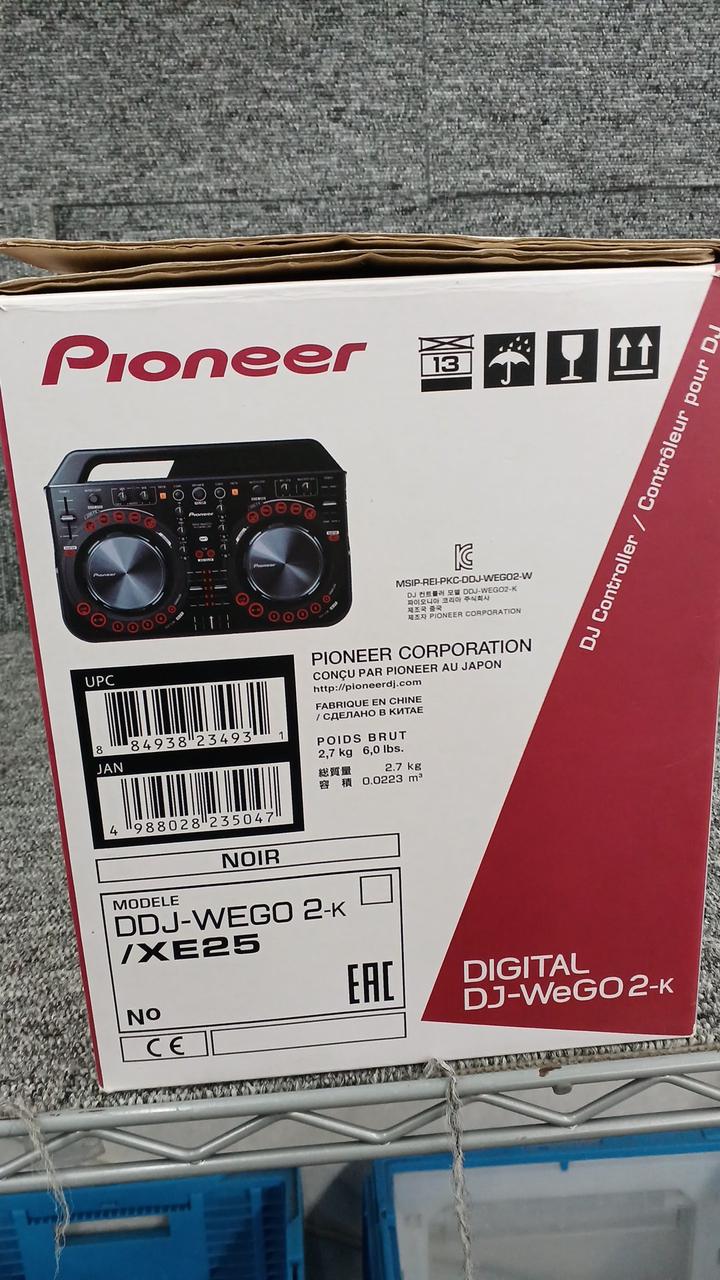 Pioneer
13
DJ Controller / Contrôleur pour DJ
Pioneer
Pioneer
Pioneer
MSIP-REI-PKC-DDJ-WEGO2-W
DJ 컨트롤러 모델 DDJ-WEGO2-K
파이오니아 코리아 주식회사
제조국 중국
제조자 PIONEER CORPORATION
PIONEER CORPORATION
CONÇU PAR PIONEER AU JAPON
http://pioneerdj.com
FABRIQUE EN CHINE
/ СДЕЛАНО В КИТАЕ
POIDS BRUT
2,7 kg 6,0 lbs.
総質量 2.7 kg
容 積 0.0223 m³
UPC
8 84938 23493 1
JAN
4 988028 235047
NOIR
MODELE
DDJ-WEGO 2-K
/XE25
No
EAC
CE
DIGITAL
DJ-WeGO 2-K